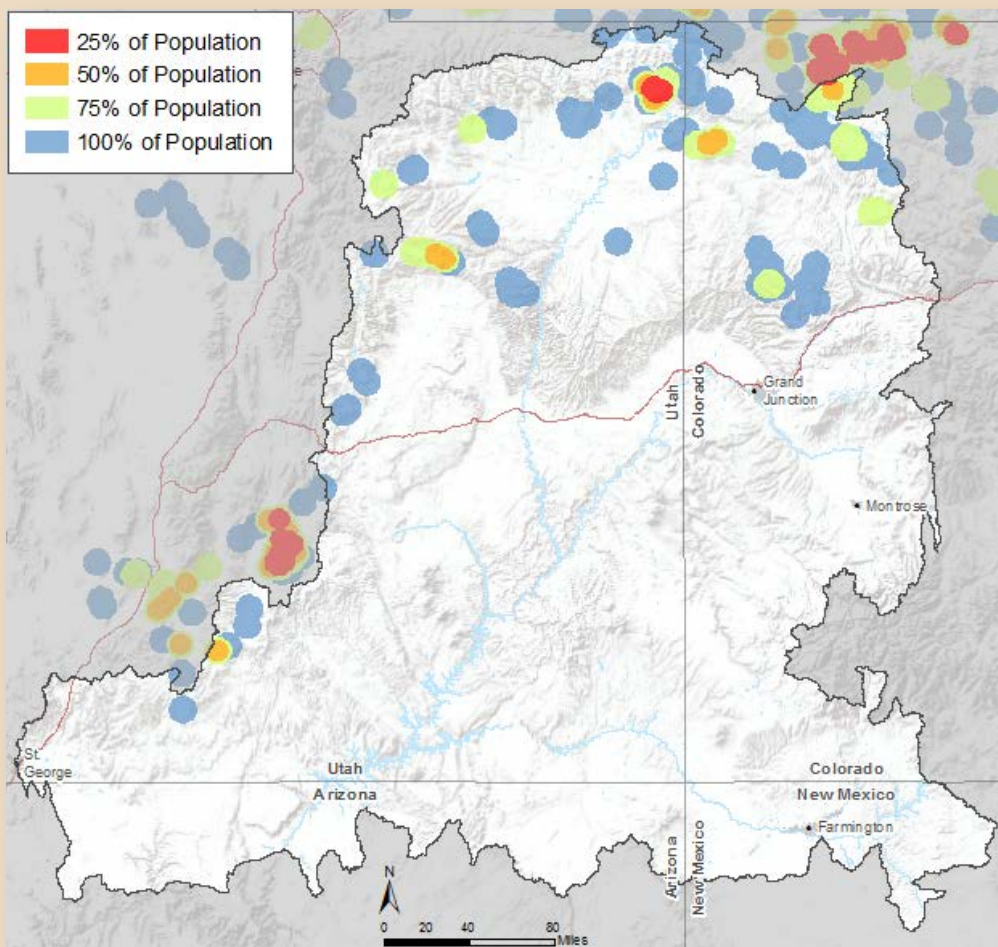 25% of Population
50% of Population
75% of Population
100% of Population
Utah
Colorado
Grand
Junction
Montrose
St.
George
Utah
Arizona
Colorado
New Mexico
Arizona
New Mexico
Farmington
N
0 20 40 80
Miles